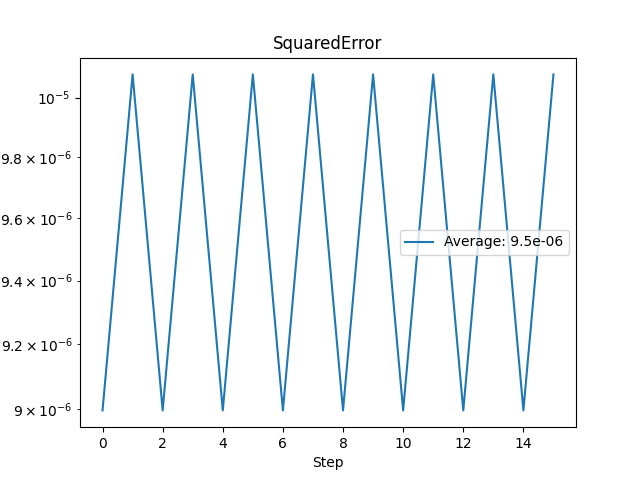 SquaredError
10⁻⁵
9.8 × 10⁻⁶
9.6 × 10⁻⁶
9.4 × 10⁻⁶
9.2 × 10⁻⁶
9 × 10⁻⁶
Average: 9.5e-06
0 2 4 6 8 10 12 14
Step